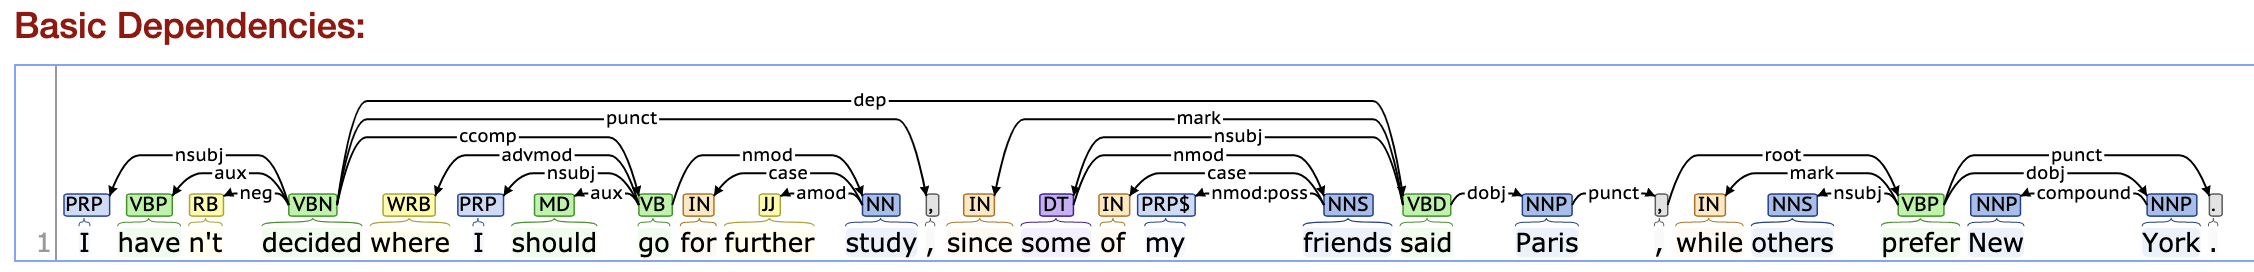 Basic Dependencies:
dep
punct mark
ccomp nsubj
nsubj advmod nmod nmod root punct
aux nsubj case case mark dobj
neg aux amod nmod:poss dobj punct nsubj compound
PRP VBP RB VBN WRB PRP MD VB IN JJ NN , IN DT IN PRP$ NNS VBD NNP , IN NNS VBP NNP NNP .
1 I have n't decided where I should go for further study , since some of my friends said Paris , while others prefer New York .